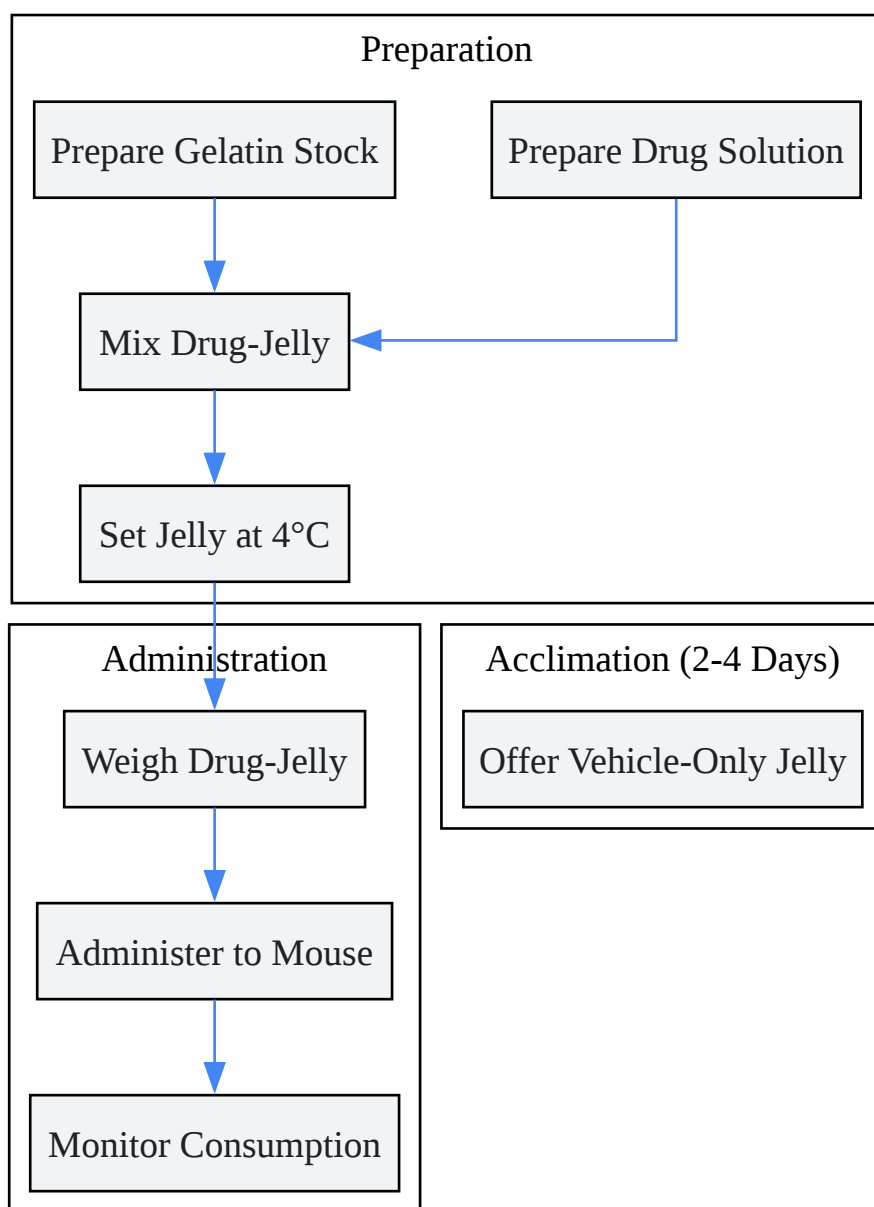 Preparation
Prepare Gelatin Stock
Prepare Drug Solution
Mix Drug-Jelly
Set Jelly at 4°C
Administration
Acclimation (2-4 Days)
Weigh Drug-Jelly
Offer Vehicle-Only Jelly
Administer to Mouse
Monitor Consumption